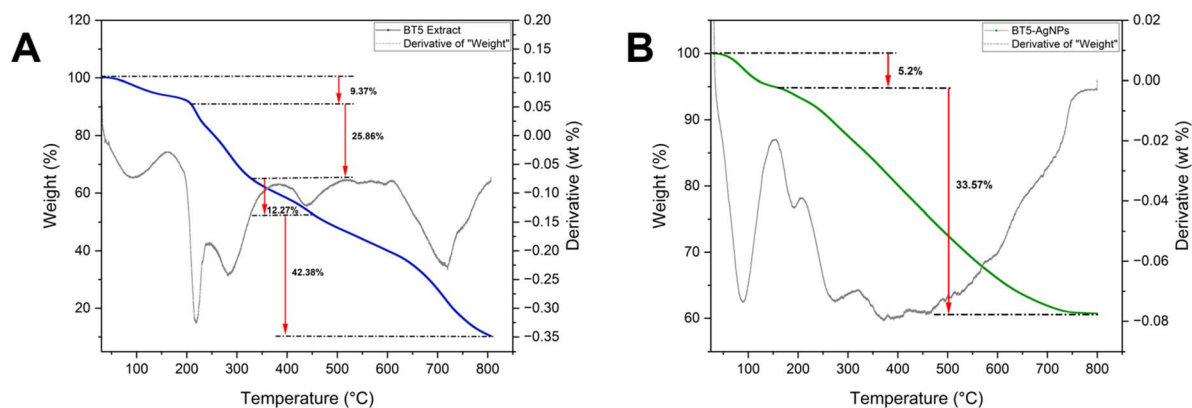 A
BT5 Extract
Derivative of "Weight"
120
100
80
60
40
20
Weight (%)
9.37%
25.86%
12.27%
42.38%
0.20
0.15
0.10
0.05
0.00
−0.05
−0.10
−0.15
−0.20
−0.25
−0.30
−0.35
Derivative (wt %)
100 200 300 400 500 600 700 800
Temperature (°C)
B
BT5-AgNPs
Derivative of "Weight"
100
95
90
85
80
75
70
65
60
Weight (%)
5.2%
33.57%
0.02
0.00
−0.02
−0.04
−0.06
−0.08
Derivative (wt %)
100 200 300 400 500 600 700 800
Temperature (°C)